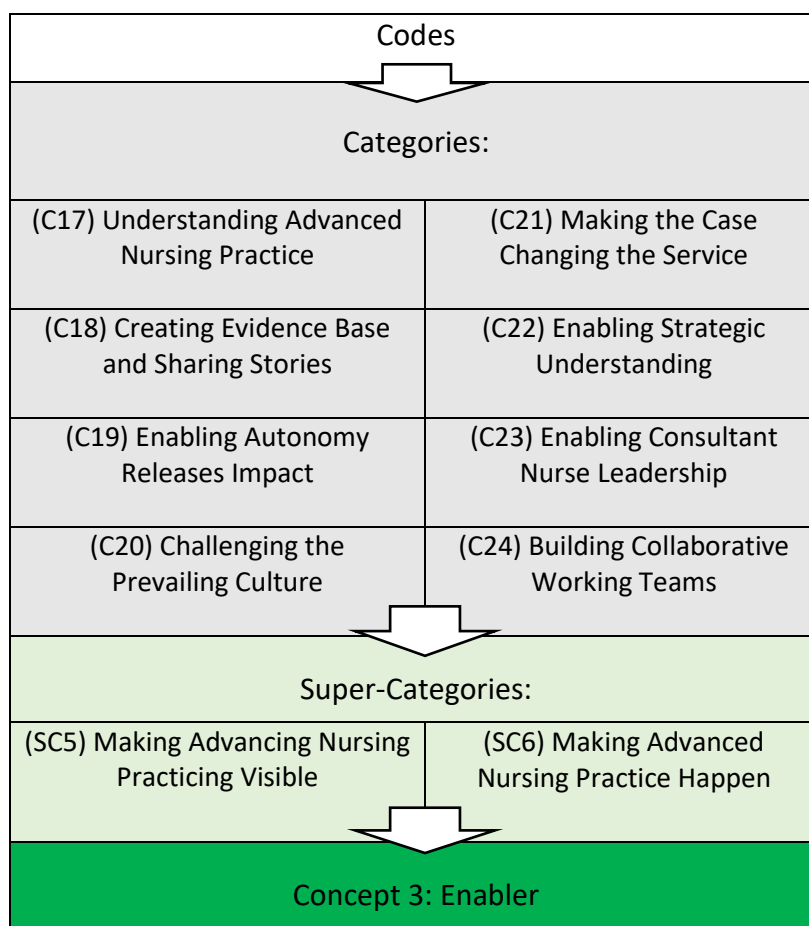 Codes
Categories:
(C17) Understanding Advanced
Nursing Practice
(C21) Making the Case
Changing the Service
(C18) Creating Evidence Base
and Sharing Stories
(C22) Enabling Strategic
Understanding
(C19) Enabling Autonomy
Releases Impact
(C23) Enabling Consultant
Nurse Leadership
(C20) Challenging the
Prevailing Culture
(C24) Building Collaborative
Working Teams
Super-Categories:
(SC5) Making Advancing Nursing
Practicing Visible
(SC6) Making Advanced
Nursing Practice Happen
Concept 3: Enabler